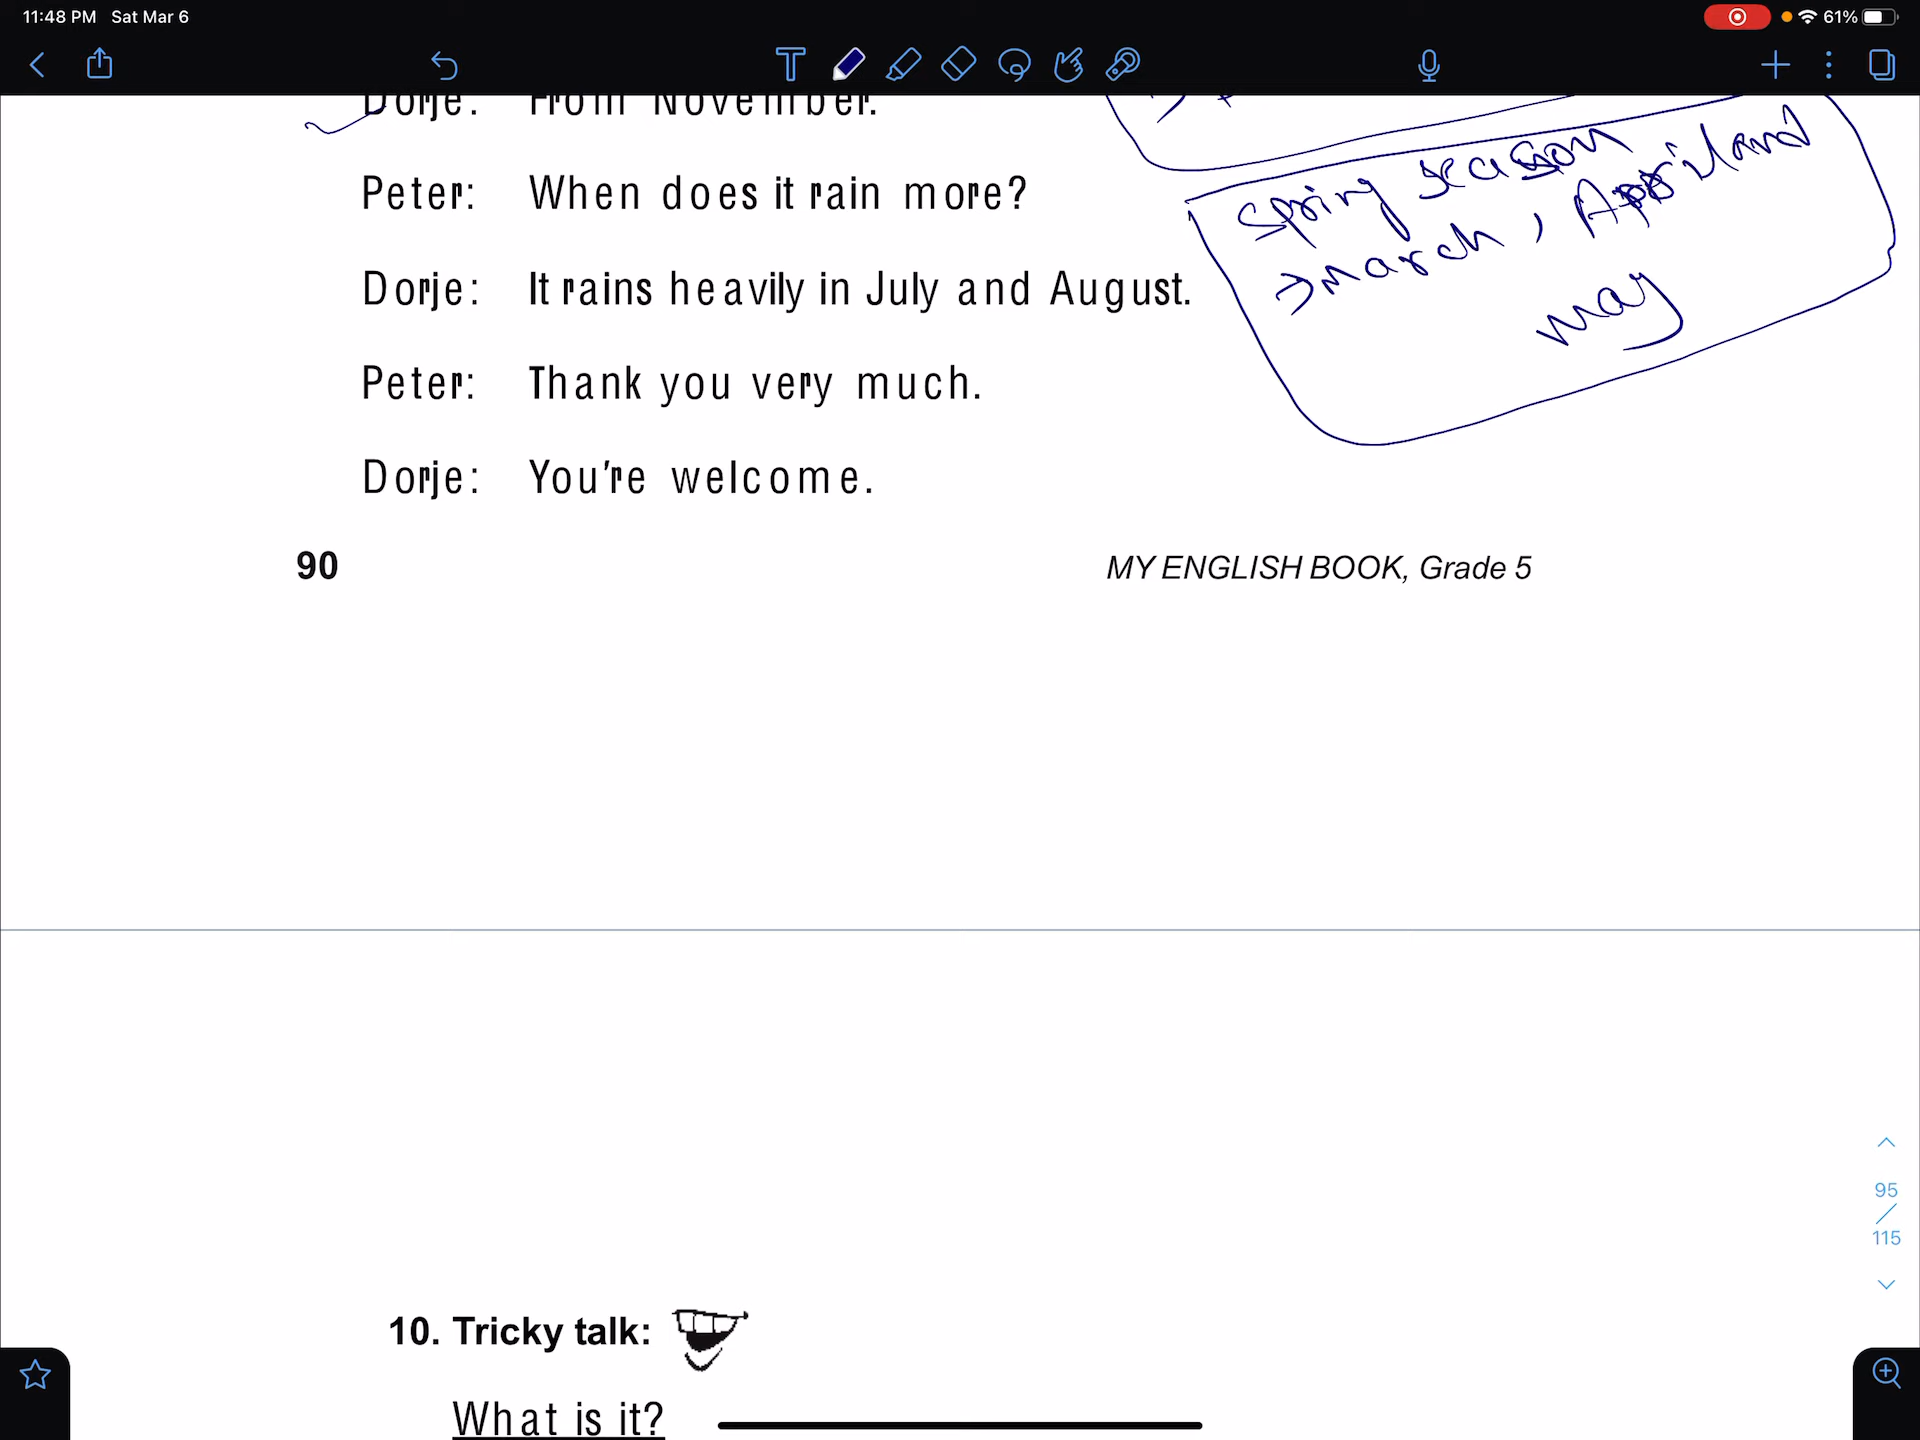 11:48 PM Sat Mar 6
61%
Dorje: From November.
Peter: When does it rain more?
Dorje: It rains heavily in July and August.
Peter: Thank you very much.
Dorje: You're welcome.
Spring season
→ March, April and
may
90
MY ENGLISH BOOK, Grade 5
95
/
115
10. Tricky talk:
What is it?